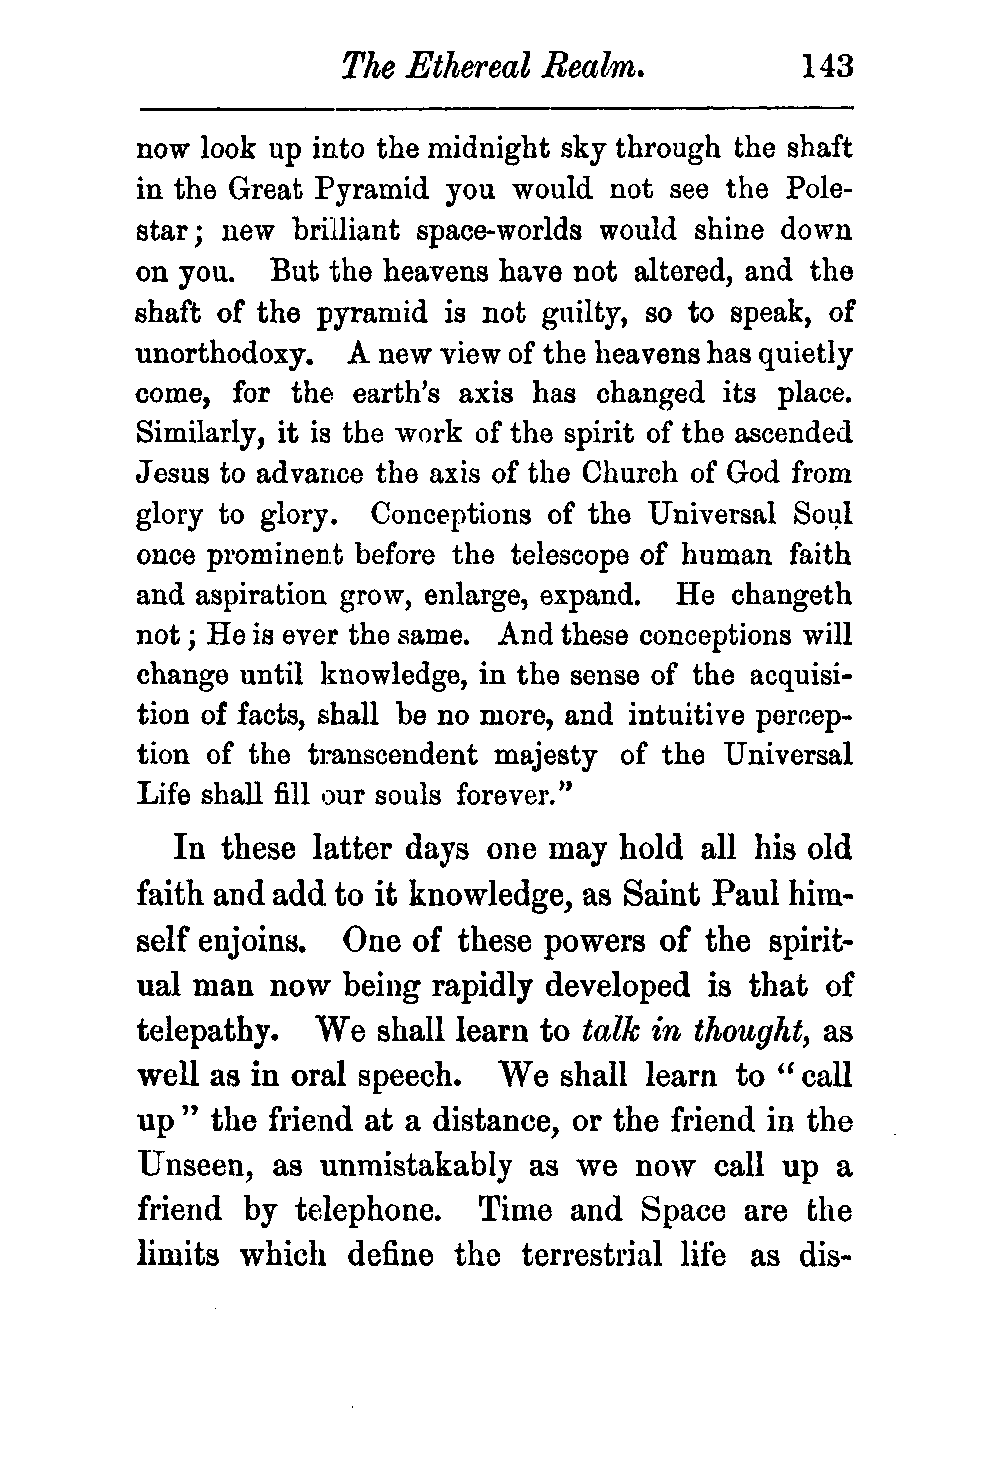 The Ethereal Realm. 143
now look up into the midnight sky through the shaft
in the Great Pyramid you would not see the Pole-
star; new brilliant space-worlds would shine down
on you. But the heavens have not altered, and the
shaft of the pyramid is not guilty, so to speak, of
unorthodoxy. A new view of the heavens has quietly
come, for the earth's axis has changed its place.
Similarly, it is the work of the spirit of the ascended
Jesus to advance the axis of the Church of God from
glory to glory. Conceptions of the Universal Soul
once prominent before the telescope of human faith
and aspiration grow, enlarge, expand. He changeth
not; He is ever the same. And these conceptions will
change until knowledge, in the sense of the acquisi-
tion of facts, shall be no more, and intuitive percep-
tion of the transcendent majesty of the Universal
Life shall fill our souls forever."
In these latter days one may hold all his old
faith and add to it knowledge, as Saint Paul him-
self enjoins. One of these powers of the spirit-
ual man now being rapidly developed is that of
telepathy. We shall learn to talk in thought, as
well as in oral speech. We shall learn to "call
up" the friend at a distance, or the friend in the
Unseen, as unmistakably as we now call up a
friend by telephone. Time and Space are the
limits which define the terrestrial life as dis-